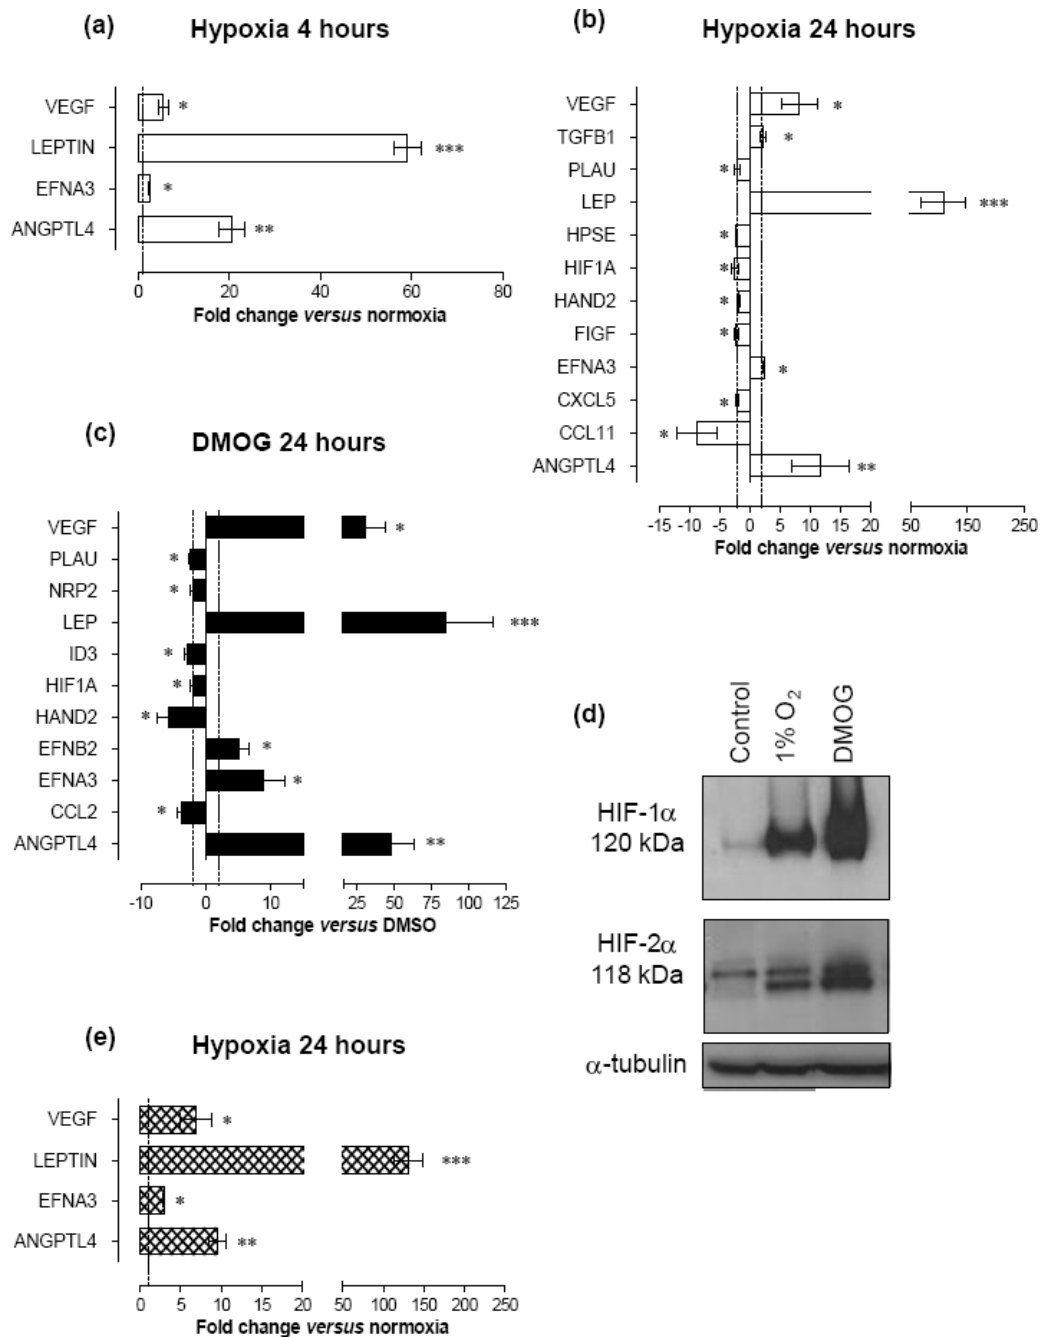 (a) Hypoxia 4 hours
VEGF *
LEPTIN ***
EFNA3 *
ANGPTL4 **
0 20 40 60 80
Fold change versus normoxia
(b) Hypoxia 24 hours
VEGF *
TGFB1 *
PLAU *
LEP ***
HPSE *
HIF1A *
HAND2 *
FIGF *
EFNA3 *
CXCL5 *
CCL11 *
ANGPTL4 **
-15 -10 -5 0 5 10 15 20 50 150 250
Fold change versus normoxia
(c) DMOG 24 hours
VEGF *
PLAU *
NRP2 *
LEP ***
ID3 *
HIF1A *
HAND2 *
EFNB2 *
EFNA3 *
CCL2 *
ANGPTL4 **
-10 0 10 25 50 75 100 125
Fold change versus DMSO
(d)
Control
1% O2
DMOG
HIF-1α
120 kDa
HIF-2α
118 kDa
α-tubulin
(e) Hypoxia 24 hours
VEGF *
LEPTIN ***
EFNA3 *
ANGPTL4 **
0 5 10 15 20 50 100 150 200 250
Fold change versus normoxia